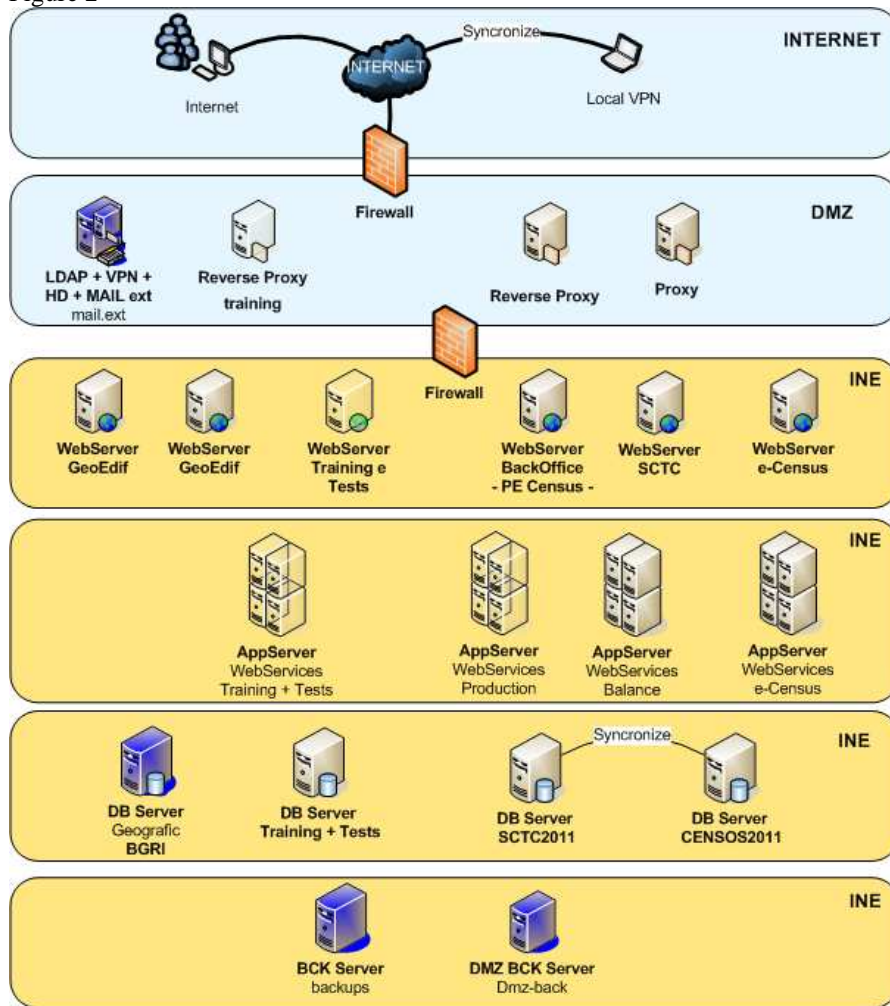 Figure 2
INTERNET
Syncronize
INTERNET
Internet
Local VPN
Firewall
DMZ
LDAP + VPN +
HD + MAIL ext
mail.ext
Reverse Proxy
training
Reverse Proxy
Proxy
Firewall
INE
WebServer
GeoEdif
WebServer
GeoEdif
WebServer
Training e
Tests
WebServer
BackOffice
- PE Census -
WebServer
SCTC
WebServer
e-Census
INE
AppServer
WebServices
Training + Tests
AppServer
WebServices
Production
AppServer
WebServices
Balance
AppServer
WebServices
e-Census
INE
Syncronize
DB Server
Geografic
BGRI
DB Server
Training + Tests
DB Server
SCTC2011
DB Server
CENSOS2011
INE
BCK Server
backups
DMZ BCK Server
Dmz-back